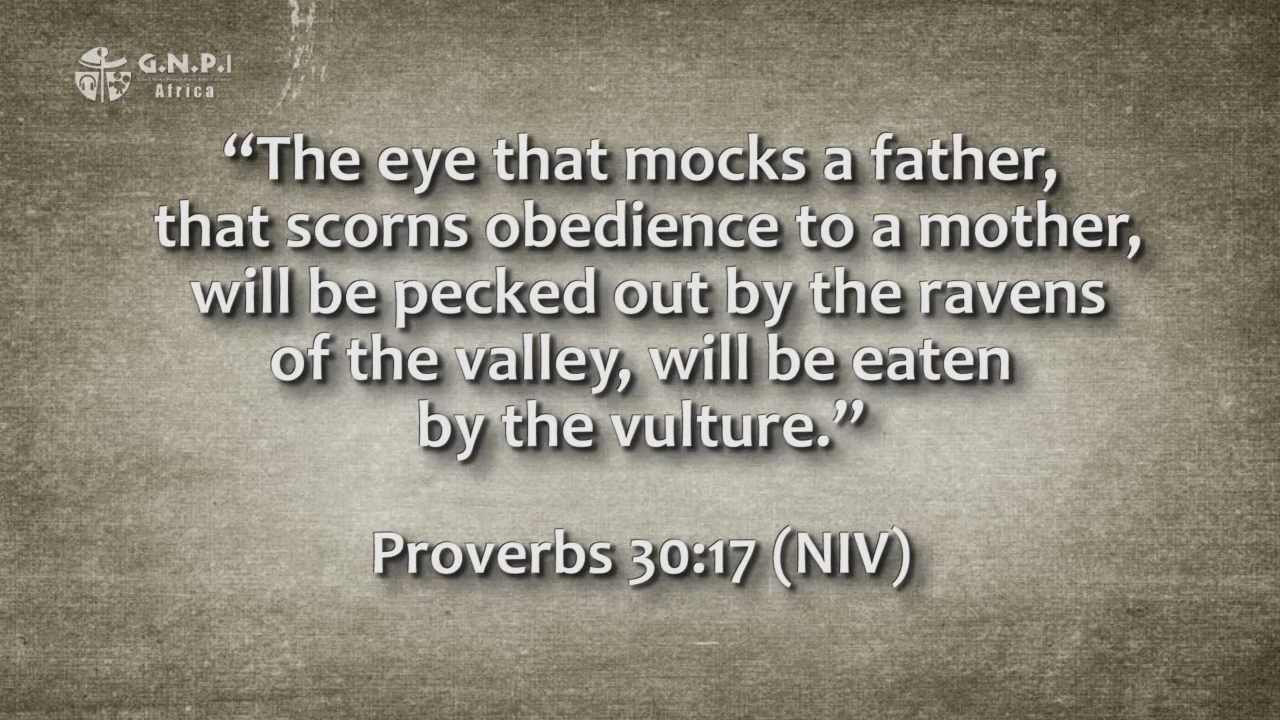 G.N.P.I
Africa
“The eye that mocks a father,
that scorns obedience to a mother,
will be pecked out by the ravens
of the valley, will be eaten
by the vulture.”
Proverbs 30:17 (NIV)